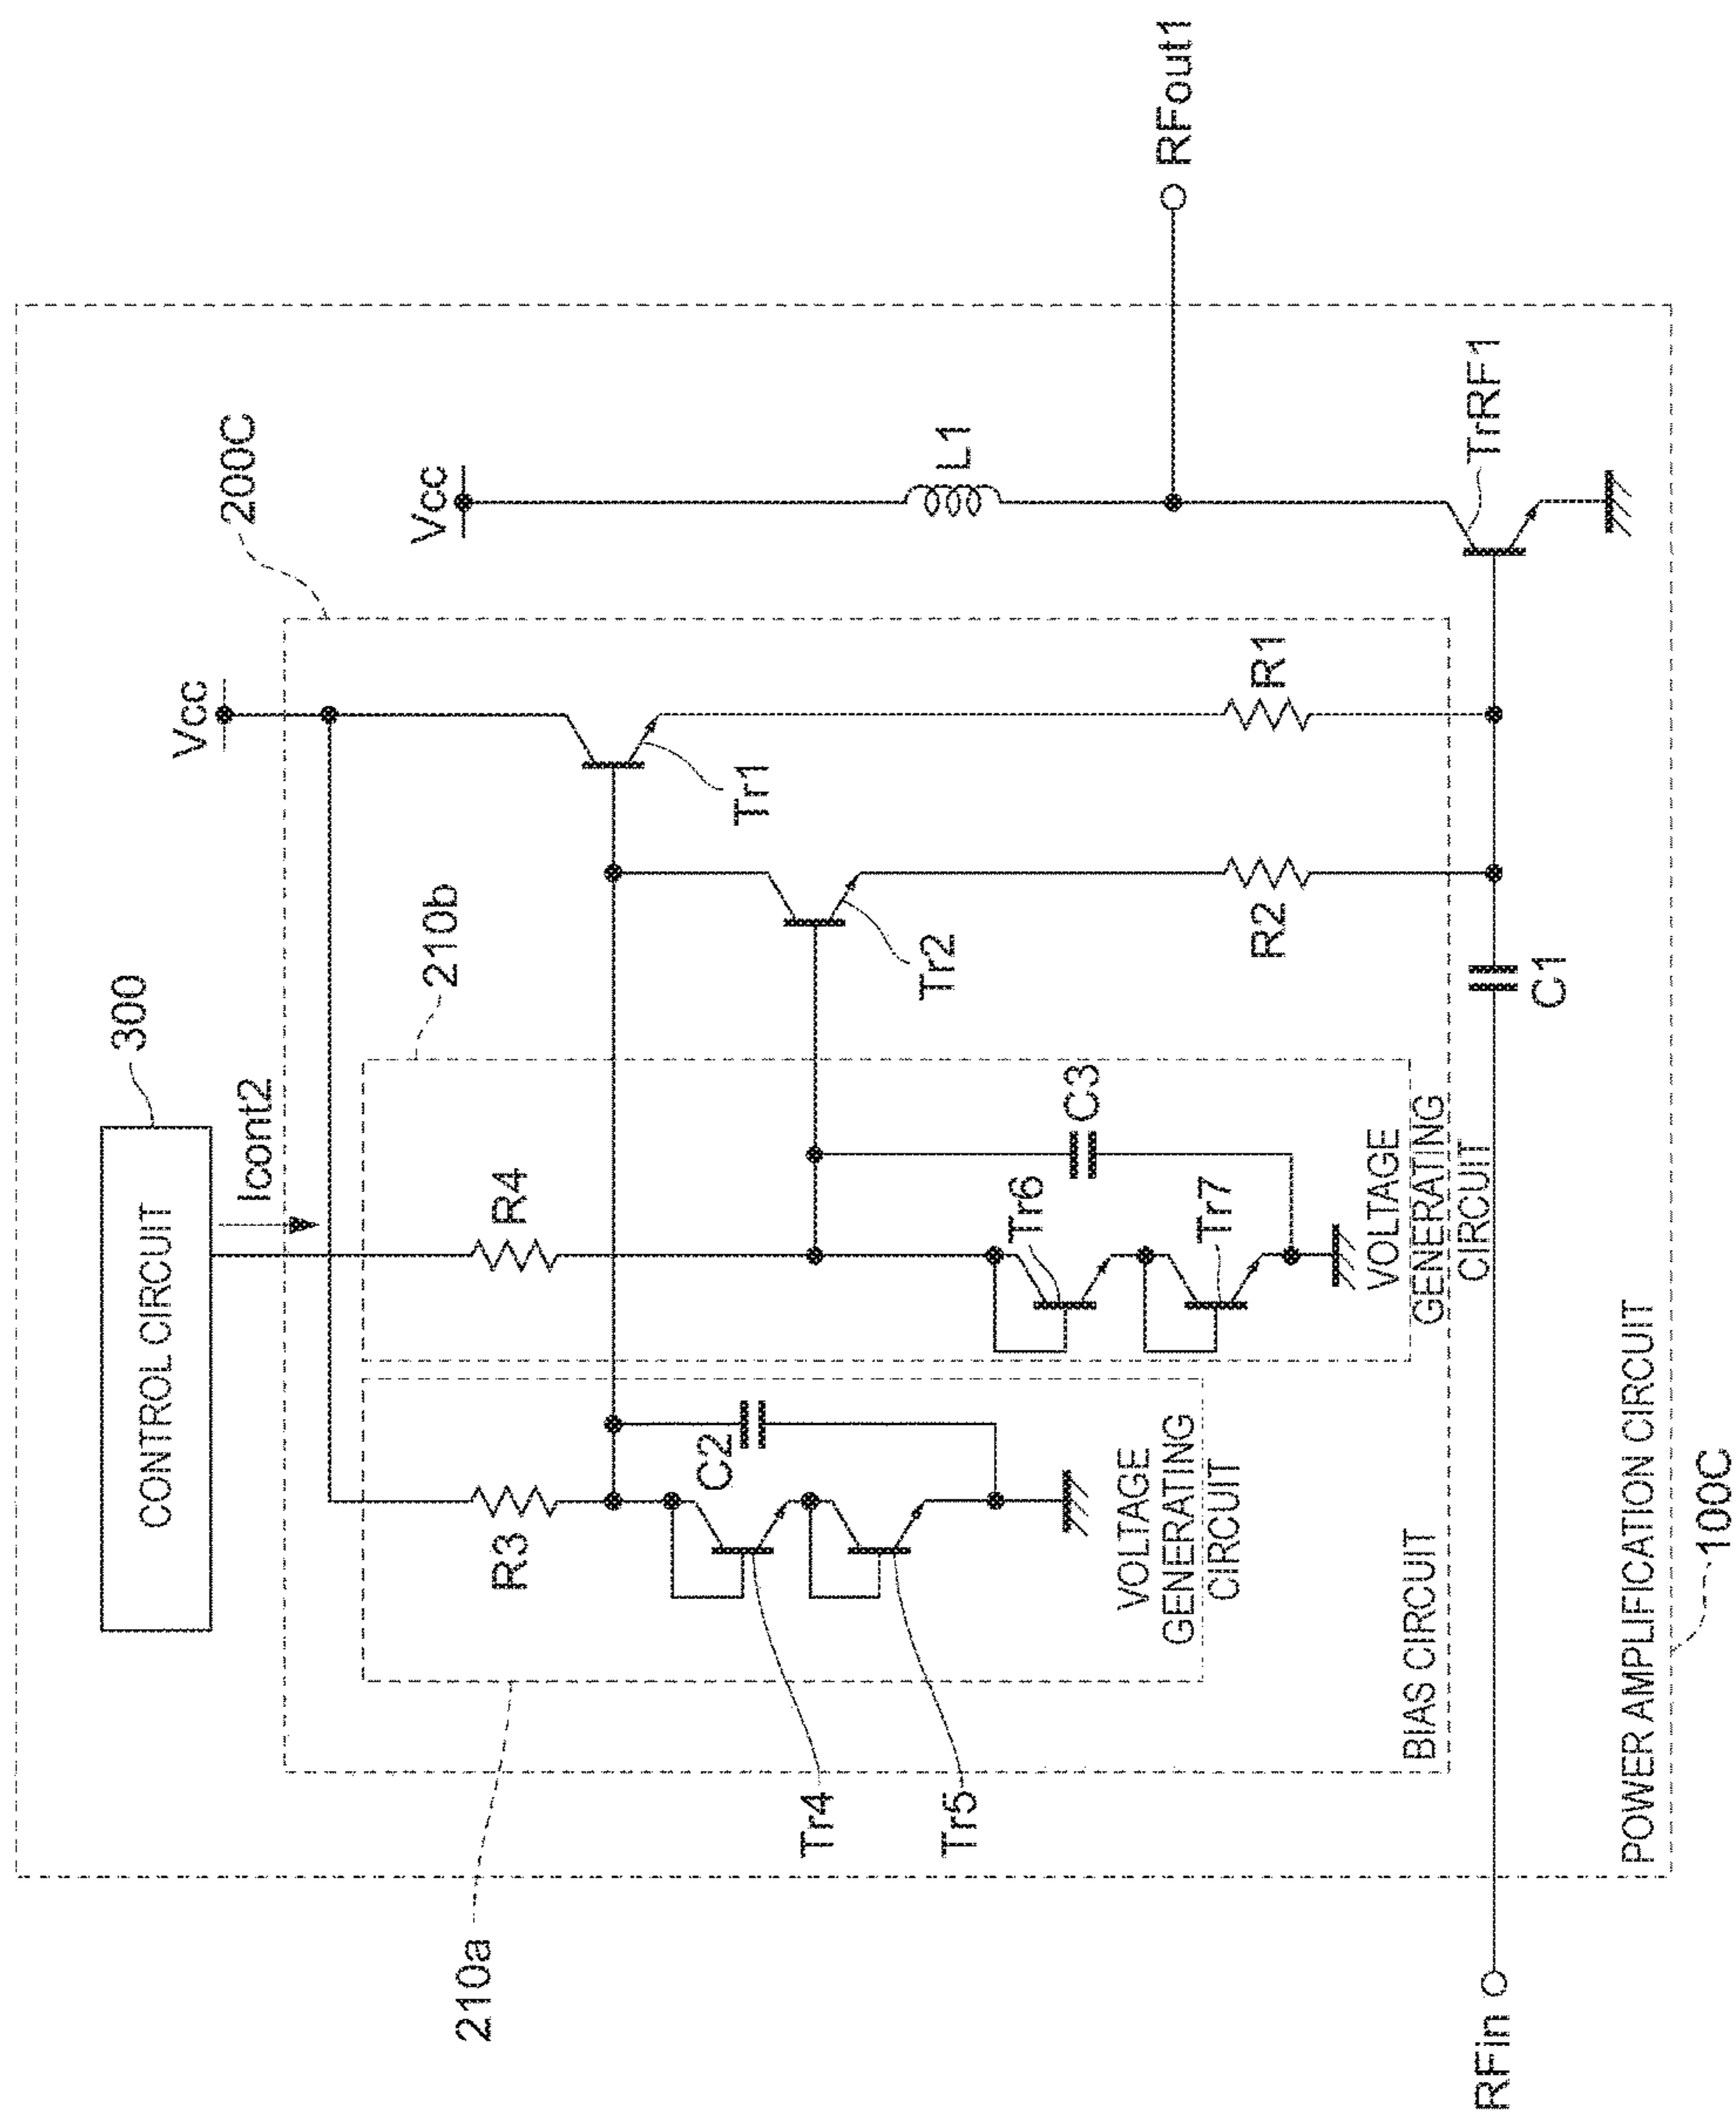 CONTROL CIRCUIT
300
Icont2
Vcc
200C
Vcc
210a
210b
R3
R4
C2
Tr4
Tr5
VOLTAGE
GENERATING
CIRCUIT
Tr6
Tr7
C3
VOLTAGE
GENERATING
CIRCUIT
Tr1
Tr2
R1
R2
L1
RFout1
TrRF1
C1
RFin
BIAS CIRCUIT
POWER AMPLIFICATION CIRCUIT
100C